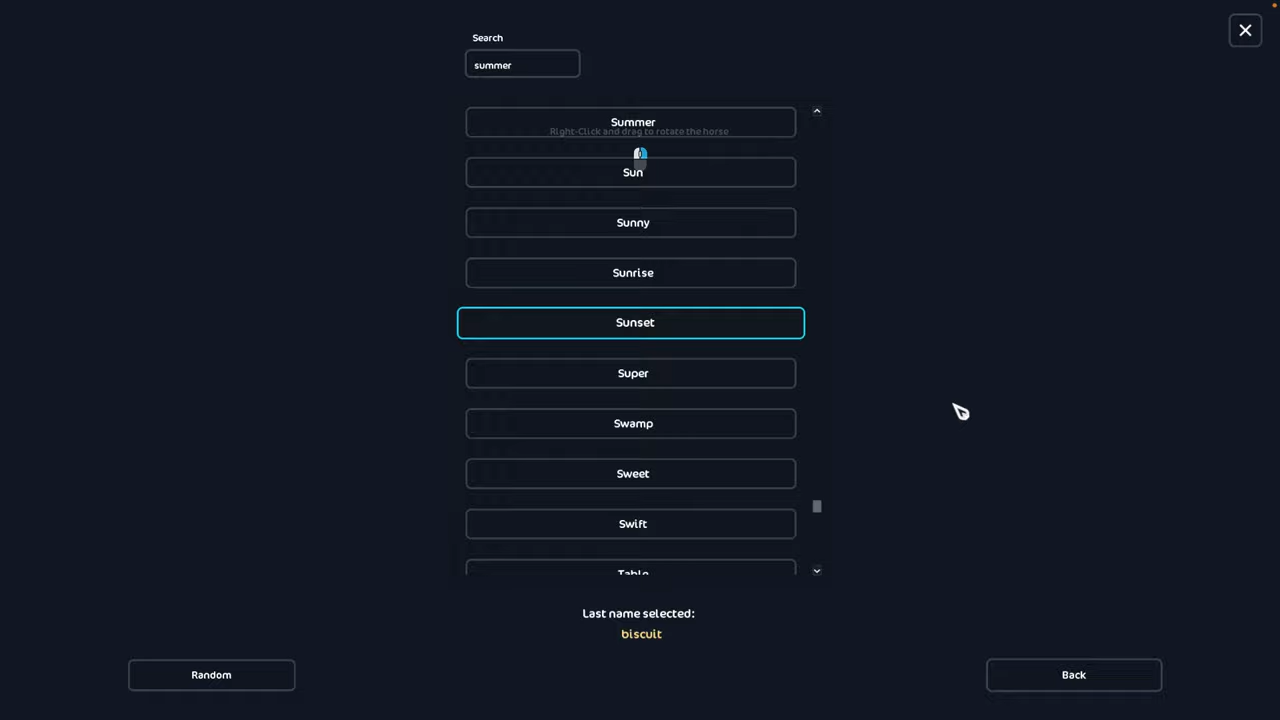 Search
summer
Summer
Right-Click and drag to rotate the horse
Sun
Sunny
Sunrise
Sunset
Super
Swamp
Sweet
Swift
Table
Last name selected:
biscuit
Random
Back